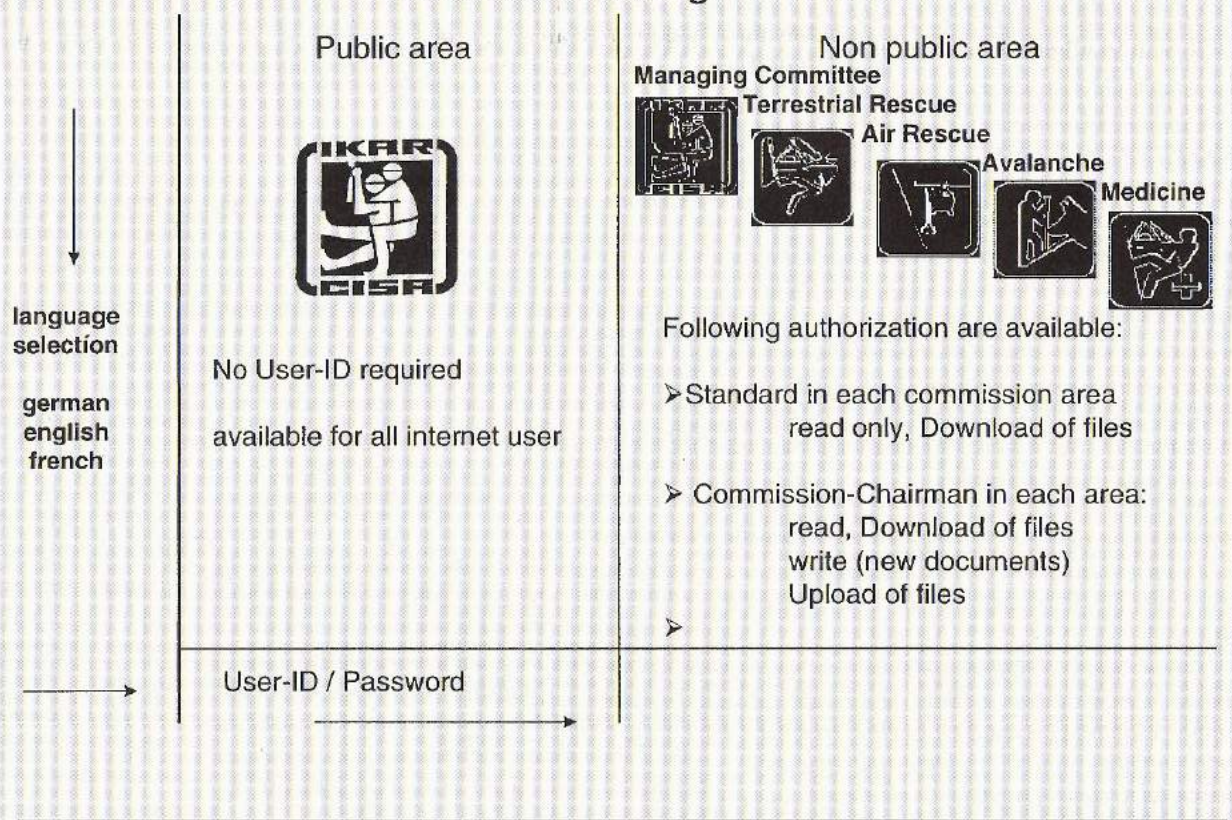 language
selection
german
english
french
Public area
IKAR
CISA
No User-ID required
available for all internet user
User-ID / Password
Non public area
Managing Committee
Terrestrial Rescue
Air Rescue
Avalanche
Medicine
Following authorization are available:
➢Standard in each commission area
read only, Download of files
➢ Commission-Chairman in each area:
read, Download of files
write (new documents)
Upload of files
➢